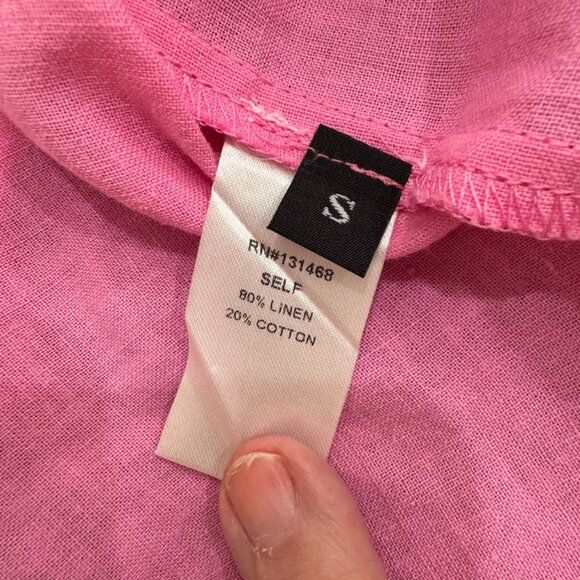 S
RN#131468
SELF
80% LINEN
20% COTTON